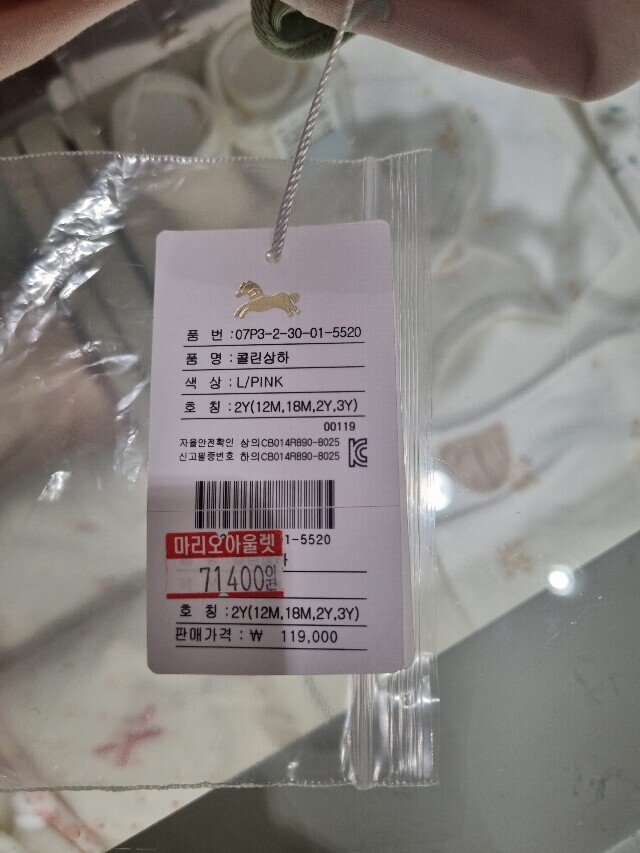 품 번 :07P3-2-30-01-5520
품 명 :콜린상하
색 상 :L/PINK
호 칭 :2Y(12M,18M,2Y,3Y)
00119
자율안전확인 상의CB014R890-8025
신고필증번호 하의CB014R890-8025
1-5520
마리오아울렛
71400원
호 칭 :2Y(12M,18M,2Y,3Y)
판매가격 : ₩ 119,000